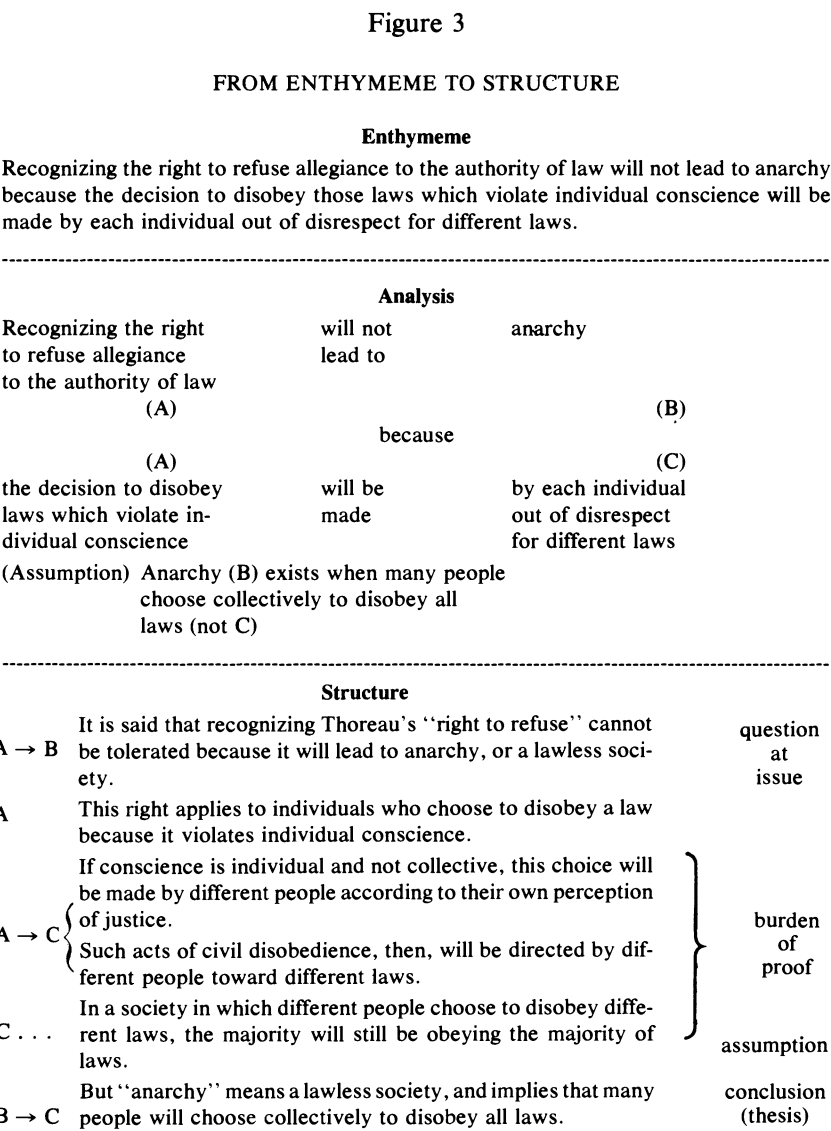 Figure 3
FROM ENTHYMEME TO STRUCTURE
Enthymeme
Recognizing the right to refuse allegiance to the authority of law will not lead to anarchy
because the decision to disobey those laws which violate individual conscience will be
made by each individual out of disrespect for different laws.
Analysis
Recognizing the right will not anarchy
to refuse allegiance lead to
to the authority of law
(A) (B)
because
(A) (C)
the decision to disobey will be by each individual
laws which violate in- made out of disrespect
dividual conscience for different laws
(Assumption) Anarchy (B) exists when many people
choose collectively to disobey all
laws (not C)
Structure
It is said that recognizing Thoreau's "right to refuse" cannot
A → B be tolerated because it will lead to anarchy, or a lawless soci-
ety.
question
at
issue
A This right applies to individuals who choose to disobey a law
because it violates individual conscience.
If conscience is individual and not collective, this choice will
be made by different people according to their own perception
of justice.
A → C
Such acts of civil disobedience, then, will be directed by dif-
ferent people toward different laws.
burden
of
proof
In a society in which different people choose to disobey diffe-
C . . . rent laws, the majority will still be obeying the majority of
laws.
assumption
But "anarchy" means a lawless society, and implies that many
B → C people will choose collectively to disobey all laws.
conclusion
(thesis)